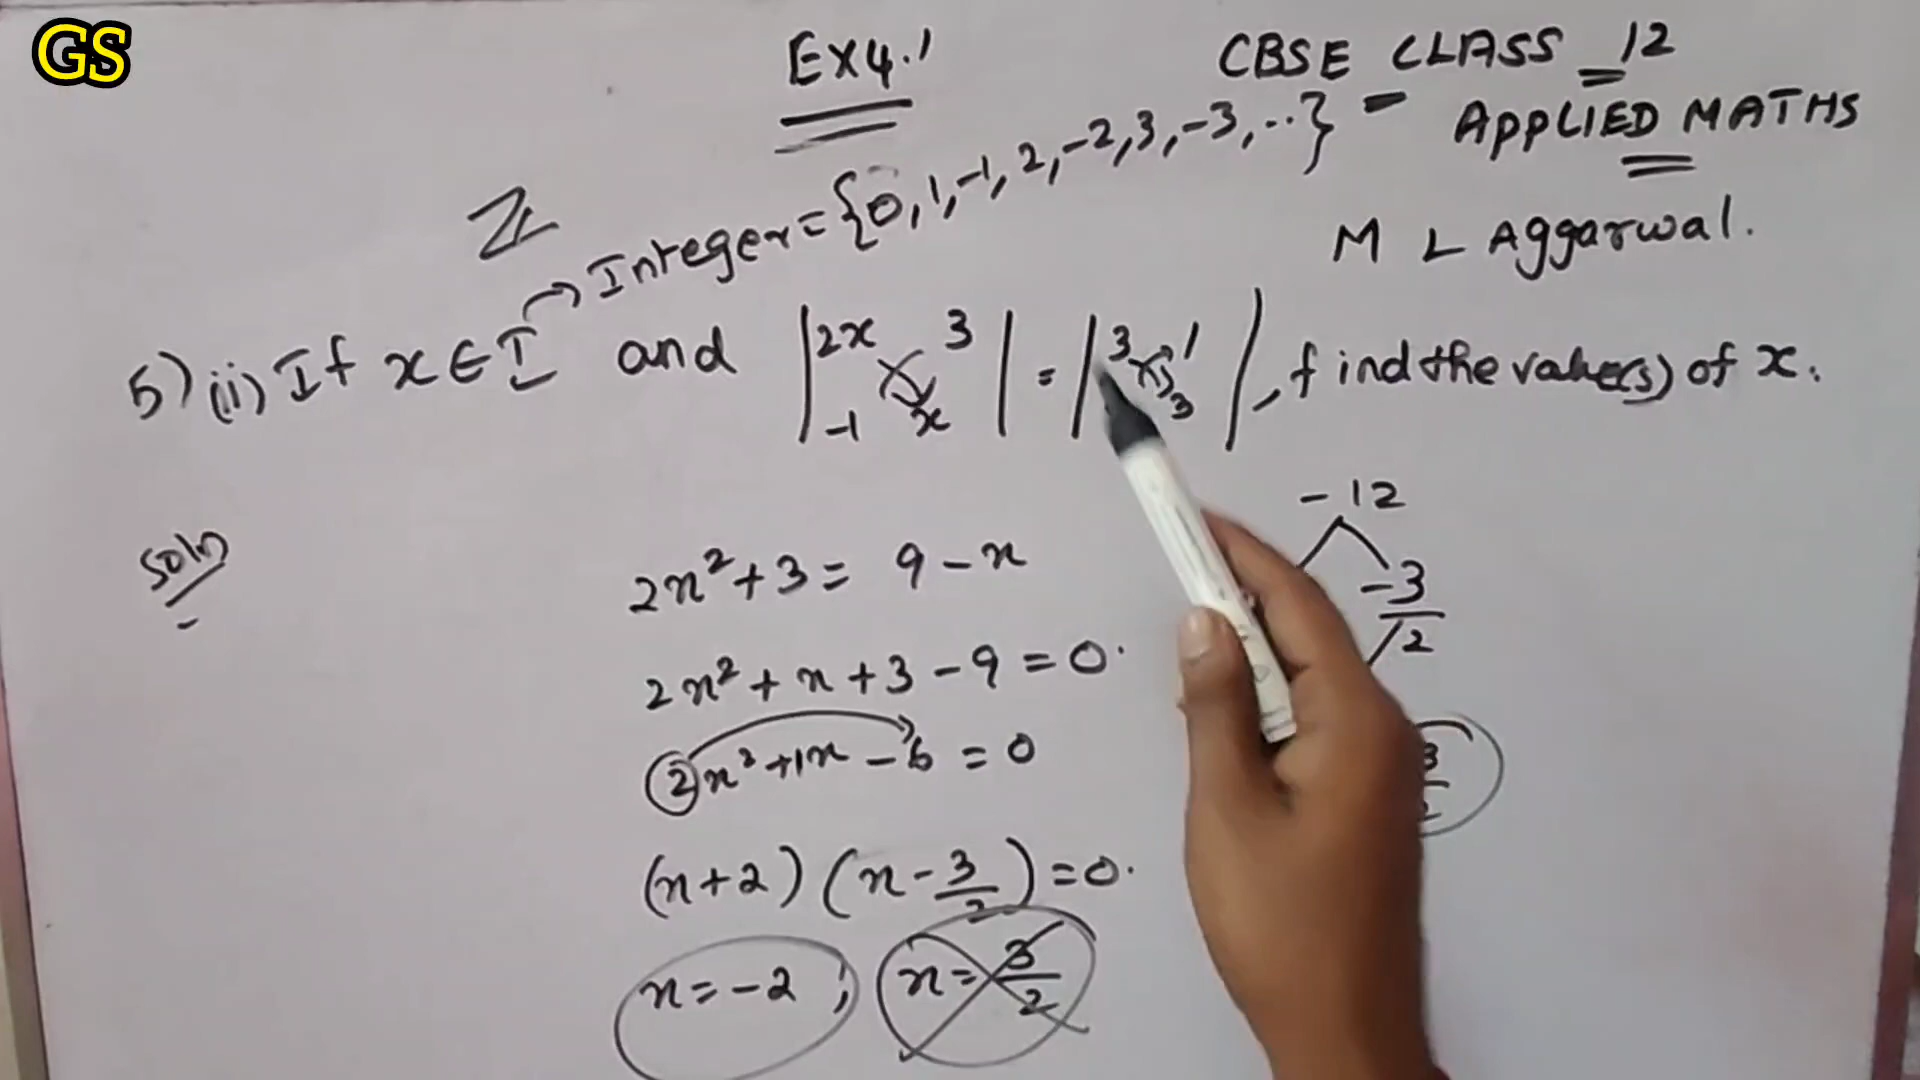 GS
Ex 4.1
CBSE CLASS - 12
APPLIED MATHS
M L Aggarwal.
Z
Integer = {0, 1, -1, 2, -2, 3, -3, ..}
5) (ii) If x ∈ I and | 2x 3 | = | 3 1 | , find the value(s) of x.
-1 x 3
Soln
2x² + 3 = 9 - x
2x² + x + 3 - 9 = 0.
2x² + 1x - 6 = 0
(x + 2) (x - 3/2) = 0.
x = -2 ; x = 3/2
-12
-3
/2